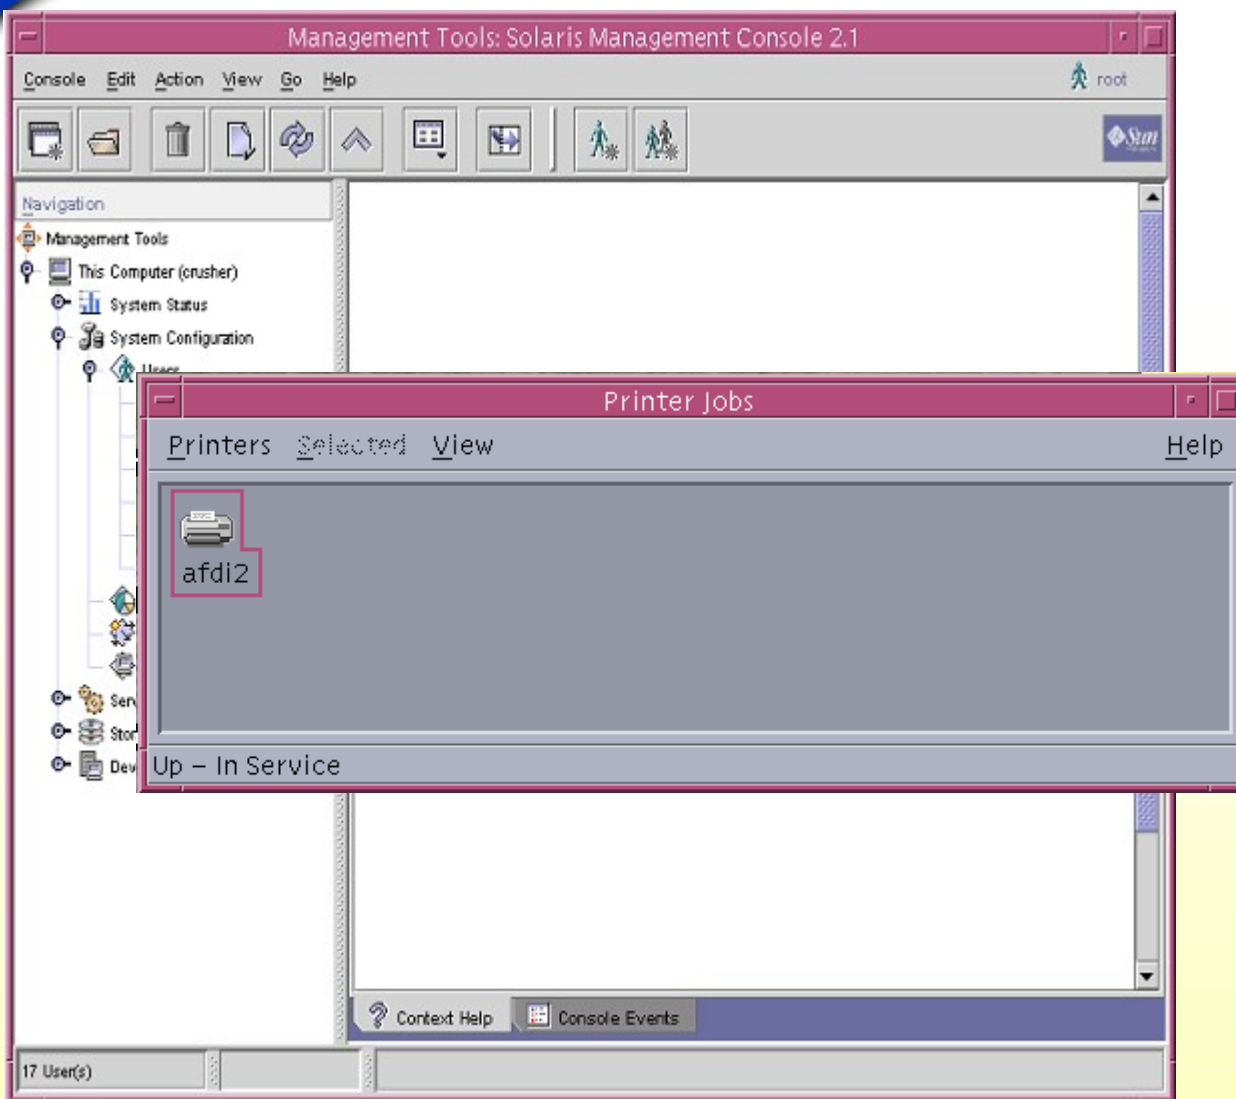 Management Tools: Solaris Management Console 2.1
Console Edit Action View Go Help root
Sun
Navigation
Management Tools
This Computer (crusher)
System Status
System Configuration
Users
Printer Jobs
Printers Selected View Help
afdi2
Up – In Service
Context Help Console Events
17 User(s)